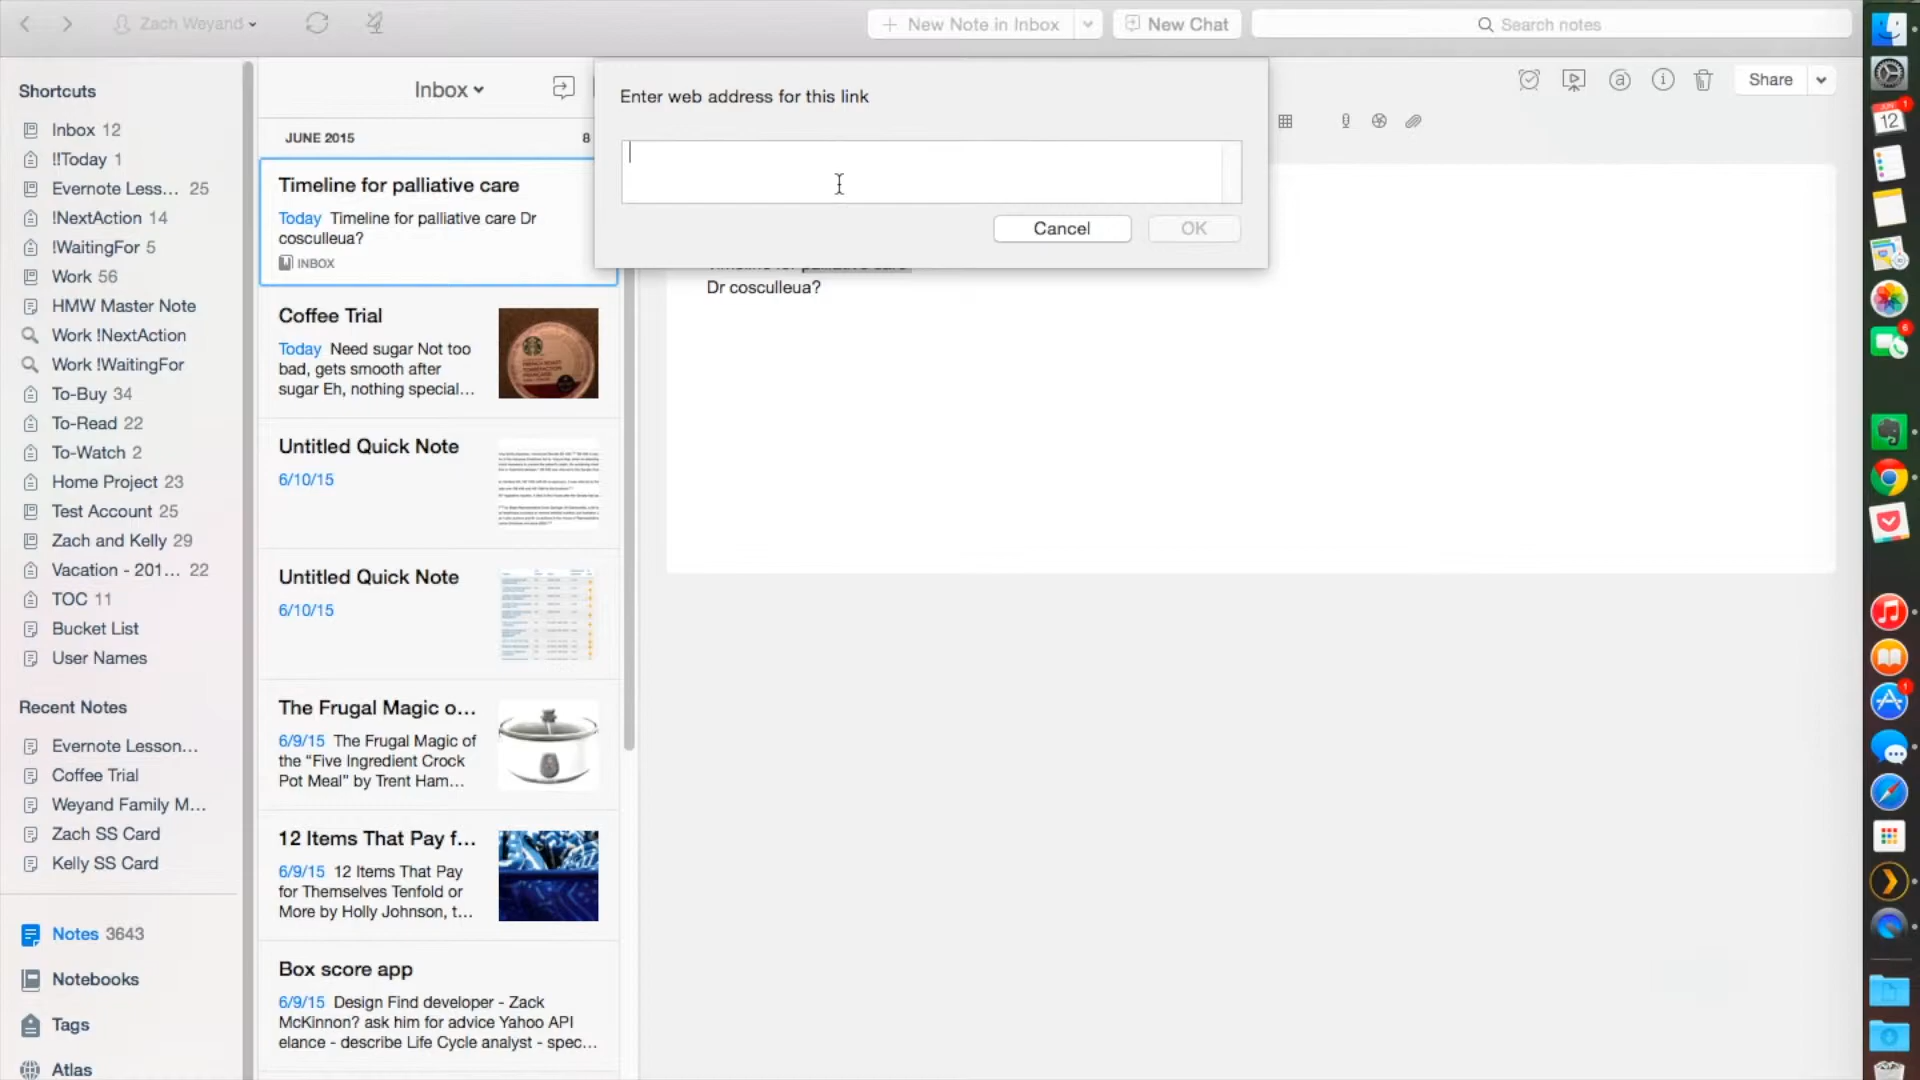 Zach Weyand
New Note in Inbox
New Chat
Search notes
Shortcuts
Inbox 12
!!Today 1
Evernote Less... 25
!NextAction 14
!WaitingFor 5
Work 56
HMW Master Note
Work !NextAction
Work !WaitingFor
To-Buy 34
To-Read 22
To-Watch 2
Home Project 23
Test Account 25
Zach and Kelly 29
Vacation - 201... 22
TOC 11
Bucket List
User Names
Recent Notes
Evernote Lesson...
Coffee Trial
Weyand Family M...
Zach SS Card
Kelly SS Card
Notes 3643
Notebooks
Tags
Atlas
Inbox
JUNE 2015 8
Timeline for palliative care
Today Timeline for palliative care Dr
cosculleua?
INBOX
Coffee Trial
Today Need sugar Not too
bad, gets smooth after
sugar Eh, nothing special...
Untitled Quick Note
6/10/15
Untitled Quick Note
6/10/15
The Frugal Magic o...
6/9/15 The Frugal Magic of
the "Five Ingredient Crock
Pot Meal" by Trent Ham...
12 Items That Pay f...
6/9/15 12 Items That Pay
for Themselves Tenfold or
More by Holly Johnson, t...
Box score app
6/9/15 Design Find developer - Zack
McKinnon? ask him for advice Yahoo API
elance - describe Life Cycle analyst - spec...
Enter web address for this link
Cancel
OK
Share
Timeline for palliative care
Dr cosculleua?
JUN
12
1
6
1